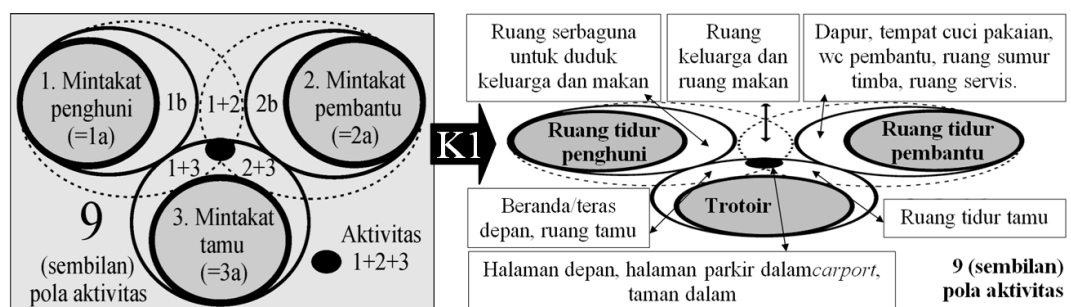 1. Mintakat
penghuni
(=1a)
1b
1+2
2b
2. Mintakat
pembantu
(=2a)
1+3
2+3
3. Mintakat
tamu
(=3a)
9
(sembilan)
pola aktivitas
Aktivitas
1+2+3
K1
Ruang serbaguna
untuk duduk
keluarga dan makan
Ruang
keluarga dan
ruang makan
Dapur, tempat cuci pakaian,
wc pembantu, ruang sumur
timba, ruang servis.
Ruang tidur
penghuni
Ruang tidur
pembantu
Beranda/teras
depan, ruang tamu
Trotoir
Ruang tidur tamu
Halaman depan, halaman parkir dalamcarport,
taman dalam
9 (sembilan)
pola aktivitas